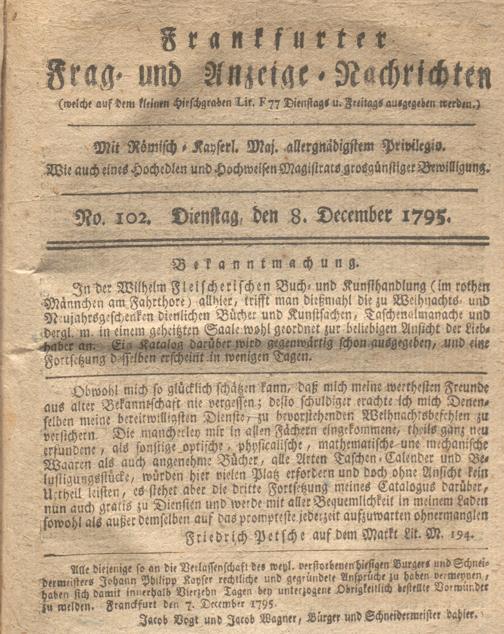 Frankfurter
Frag- und Anzeige-Nachrichten
(welche auf dem kleinen Hirschgraben Lit. F 77 Dienstags u. Freitags ausgegeben werden.)
Mit Römisch-Kayserl. Maj. allergnädigstem Privilegio.
Wie auch eines Hochedlen und Hochweisen Magistrats grosgünstiger Bewilligung.
No. 102. Dienstag, den 8. December 1795.
Bekanntmachung.
In der Wilhelm Fleischerischen Buch- und Kunsthandlung (im rothen
Männchen am Fahrthore) allhier, trifft man dießmahl die zu Weihnachts- und
Neujahrsgeschenken dienlichen Bücher und Kunstsachen, Taschenalmanache und
dergl. m. in einem geheitzten Saale wohl geordnet zur beliebigen Ansicht der Lieb-
haber an. Ein Katalog darüber wird gegenwärtig schon ausgegeben, und eine
Fortsetzung desselben erscheint in wenigen Tagen.
Obwohl mich so glücklich schätzen kann, daß mich meine werthesten Freunde
aus alter Bekanntschaft nie vergessen; desto schuldiger erachte ich mich Denen-
selben meine bereitwilligsten Dienste, zu bevorstehenden Weihnachtsbefehlen zu
versichern. Die mancherley mir in allen Fächern eingekommene, theils ganz neu
erfundene, als sonstige optische, physicalische, mathematische und mechanische
Waaren als auch angenehme Bücher, alle Arten Taschen-Calender und Be-
lustigungsstücke, würden hier vielen Platz erfordern und doch ohne Ansicht kein
Urtheil leisten, es stehet aber die dritte Fortsetzung meines Catalogus darüber,
nun auch gratis zu Diensten und werde mit aller Bequemlichkeit in meinem Laden
sowohl als außer demselben auf das prompteste jederzeit aufzuwarten ohnermanglen
Friedrich Petsche auf dem Markt Lit. M. 194.
Alle diejenige so an die Verlassenschaft des weyl. verstorbenen hiesigen Burgers und Schnei-
dermeisters Johann Philipp Kayser rechtliche und gegründete Ansprüche zu haben vermeynen,
haben sich damit innerhalb Vierzehn Tagen bey unterzogene Obrigkeitlich bestellte Vormünder
zu melden. Frankfurt den 7. December 1795.
Jacob Vogt und Jacob Wagner, Bürger und Schneidermeister dahier.